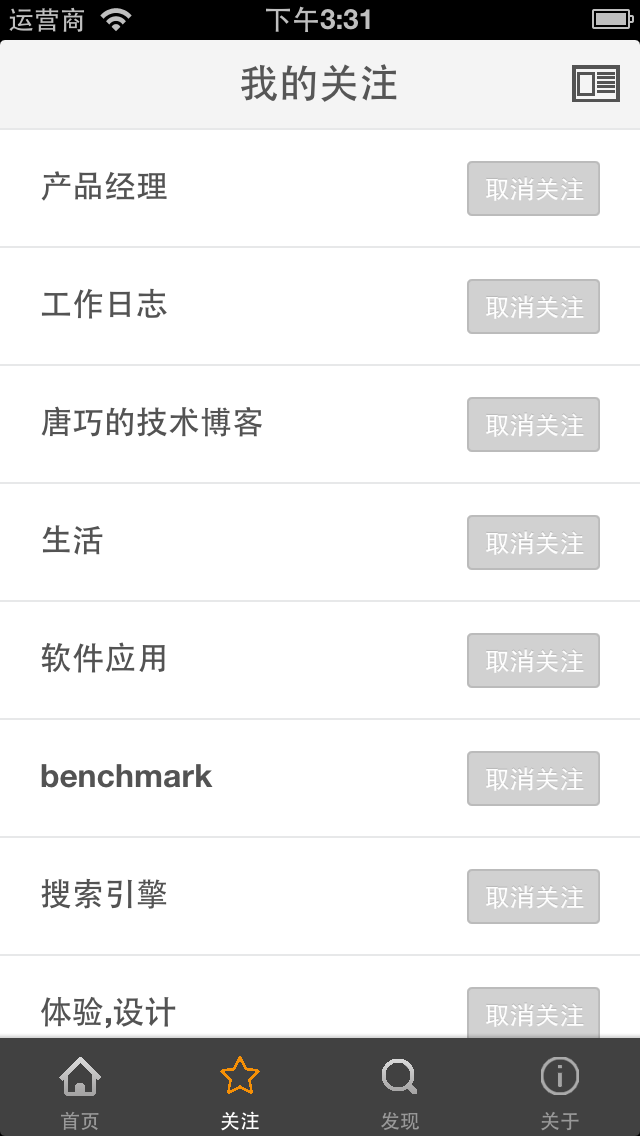 运营商 下午3:31
我的关注
产品经理 取消关注
工作日志 取消关注
唐巧的技术博客 取消关注
生活 取消关注
软件应用 取消关注
benchmark 取消关注
搜索引擎 取消关注
体验,设计 取消关注
首页 关注 发现 关于